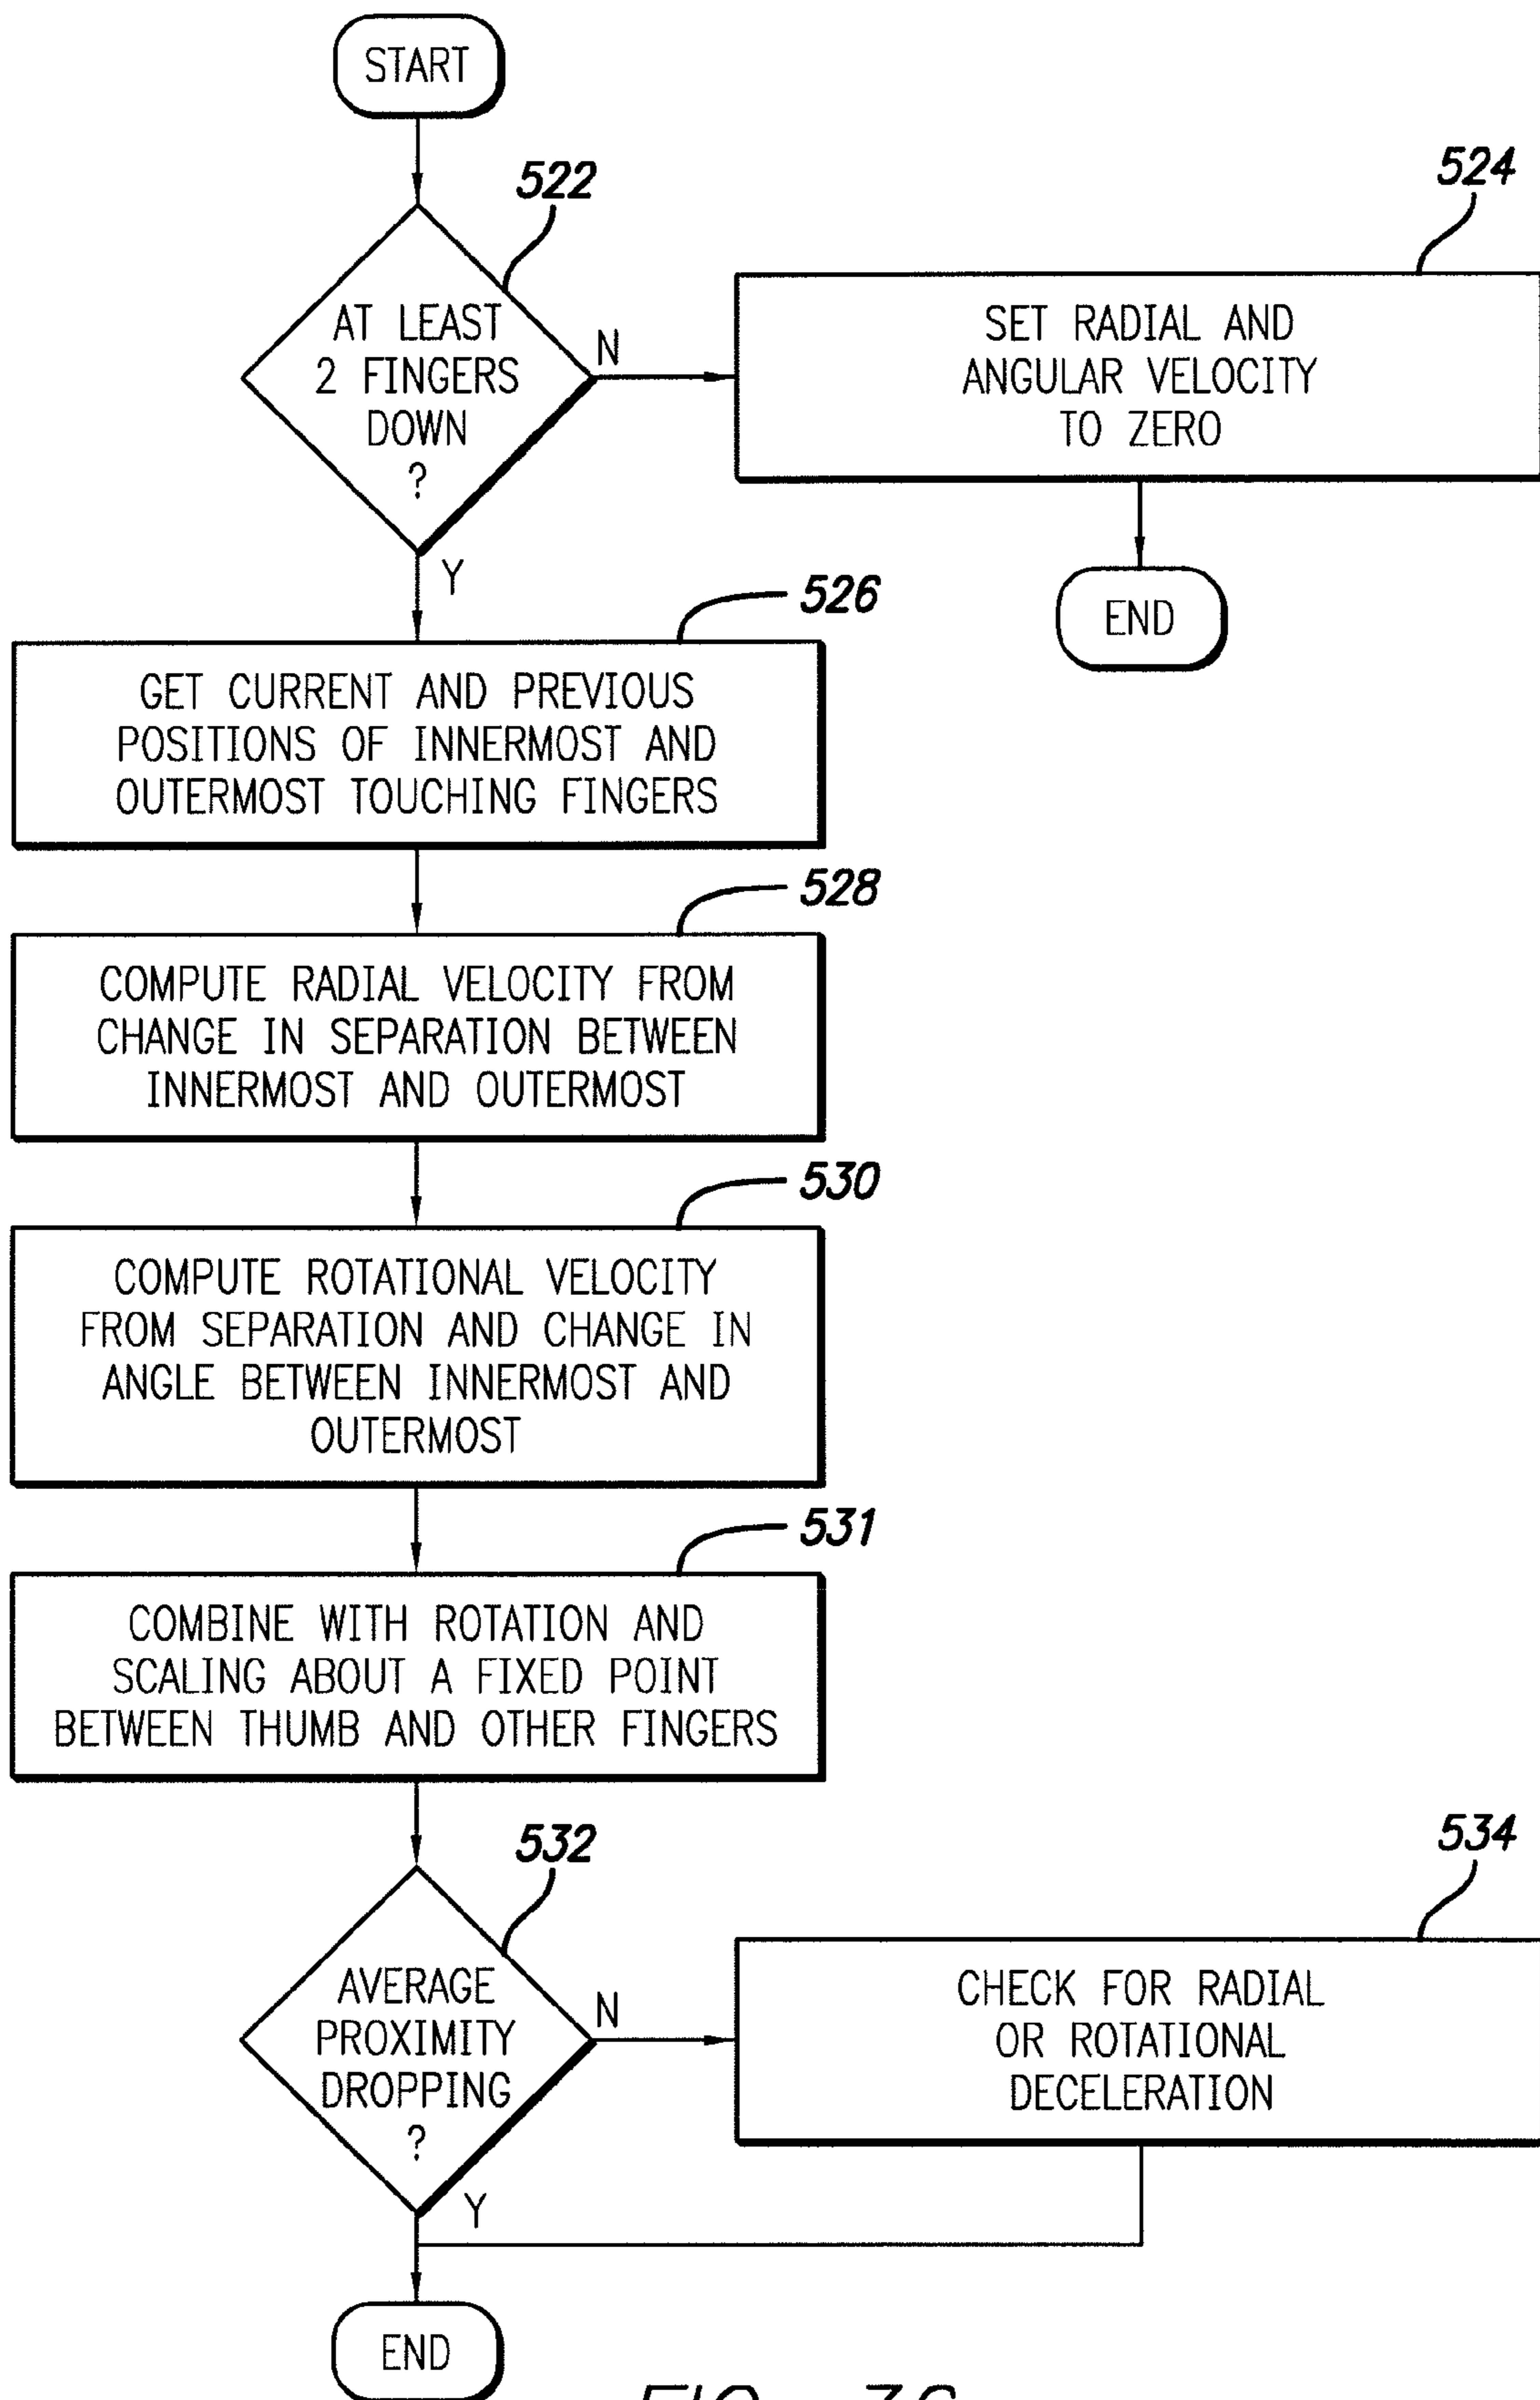 START
522
AT LEAST
2 FINGERS
DOWN
?
N
Y
524
SET RADIAL AND
ANGULAR VELOCITY
TO ZERO
END
526
GET CURRENT AND PREVIOUS
POSITIONS OF INNERMOST AND
OUTERMOST TOUCHING FINGERS
528
COMPUTE RADIAL VELOCITY FROM
CHANGE IN SEPARATION BETWEEN
INNERMOST AND OUTERMOST
530
COMPUTE ROTATIONAL VELOCITY
FROM SEPARATION AND CHANGE IN
ANGLE BETWEEN INNERMOST AND
OUTERMOST
531
COMBINE WITH ROTATION AND
SCALING ABOUT A FIXED POINT
BETWEEN THUMB AND OTHER FINGERS
532
AVERAGE
PROXIMITY
DROPPING
?
N
Y
534
CHECK FOR RADIAL
OR ROTATIONAL
DECELERATION
END